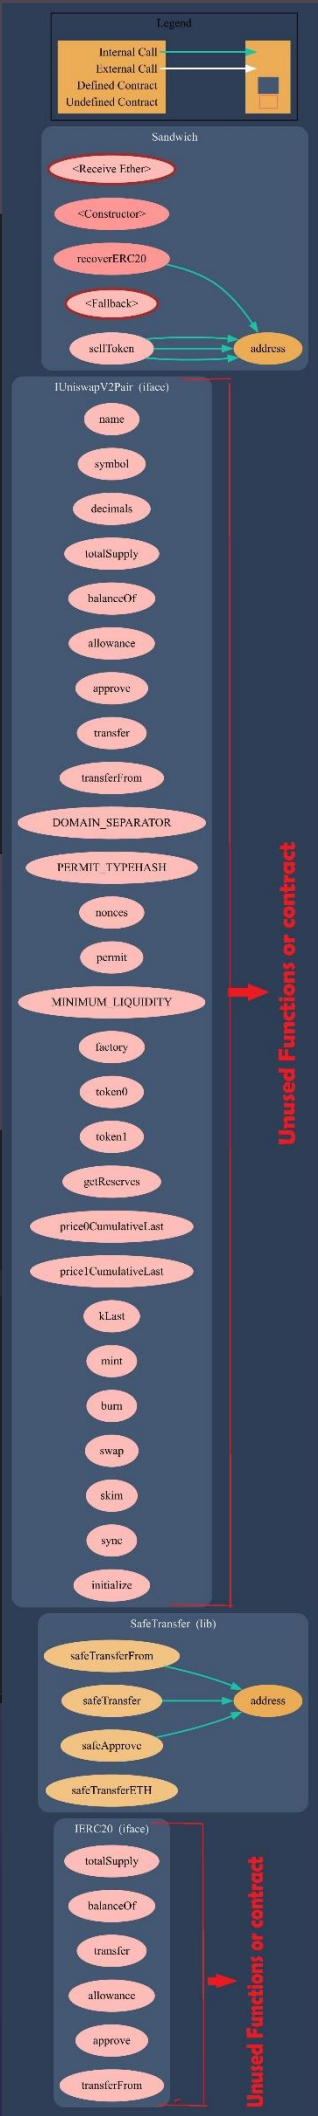 Legend
Internal Call
External Call
Defined Contract
Undefined Contract
Sandwich
<Receive Ether>
<Constructor>
recoverERC20
<Fallback>
sellToken
address
IUniswapV2Pair (iface)
name
symbol
decimals
totalSupply
balanceOf
allowance
approve
transfer
transferFrom
DOMAIN_SEPARATOR
PERMIT_TYPEHASH
nonces
permit
MINIMUM_LIQUIDITY
factory
token0
token1
getReserves
price0CumulativeLast
price1CumulativeLast
kLast
mint
burn
swap
skim
sync
initialize
Unused Functions or contract
SafeTransfer (lib)
safeTransferFrom
safeTransfer
address
safeApprove
safeTransferETH
IERC20 (iface)
totalSupply
balanceOf
transfer
allowance
approve
transferFrom
Unused Functions or contract